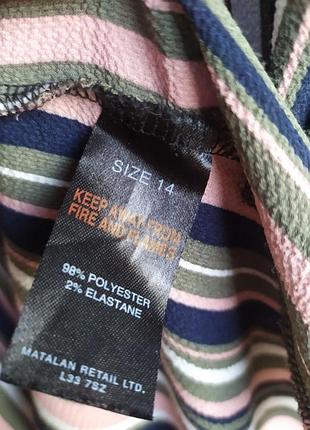 SIZE 14
KEEP AWAY FROM
FIRE AND FLAMES
98% POLYESTER
2% ELASTANE
MATALAN RETAIL LTD.
L33 7SZ